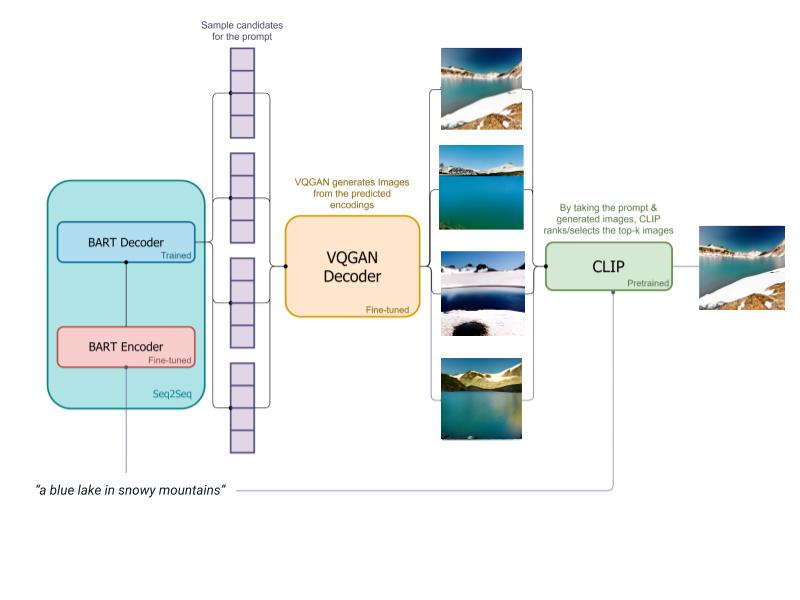 Sample candidates
for the prompt
VQGAN generates Images
from the predicted
encodings
By taking the prompt &
generated images, CLIP
ranks/selects the top-k images
BART Decoder
Trained
VQGAN
Decoder
Fine-tuned
CLIP
Pretrained
BART Encoder
Fine-tuned
Seq2Seq
“a blue lake in snowy mountains”